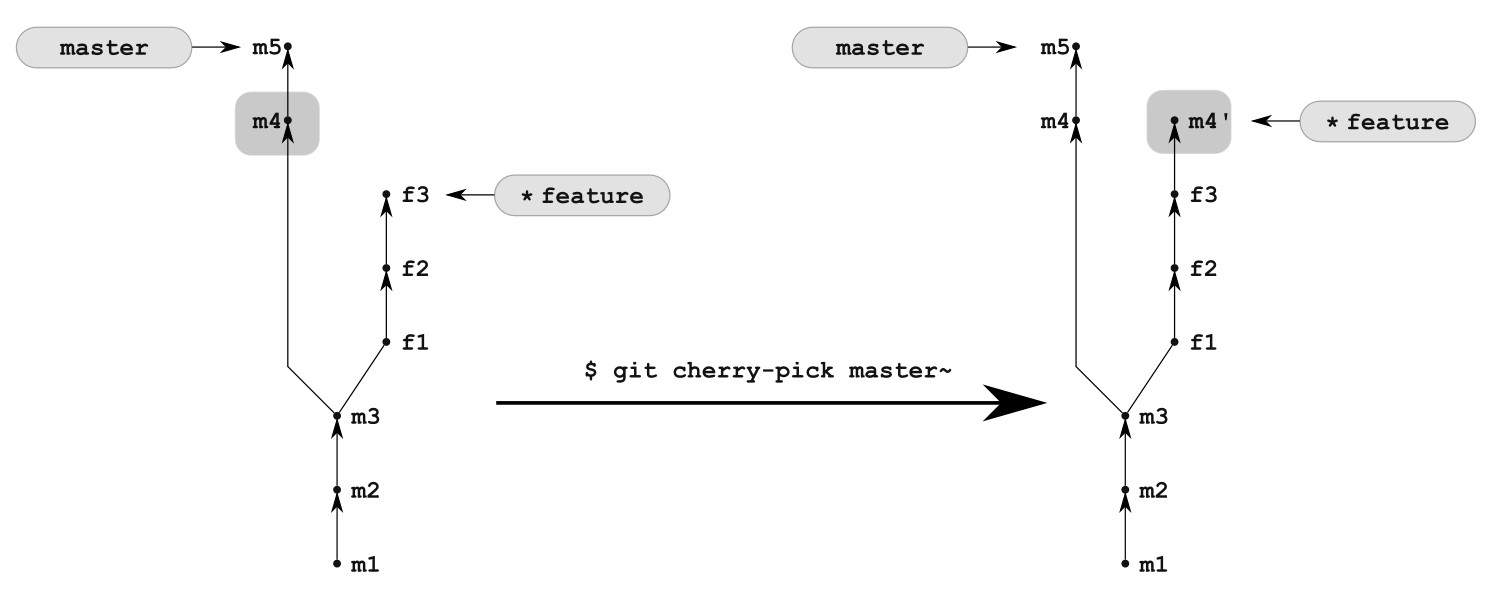 master
m5
m4
f3
* feature
f2
f1
m3
m2
m1
$ git cherry-pick master~
master
m5
m4
m4'
* feature
f3
f2
f1
m3
m2
m1